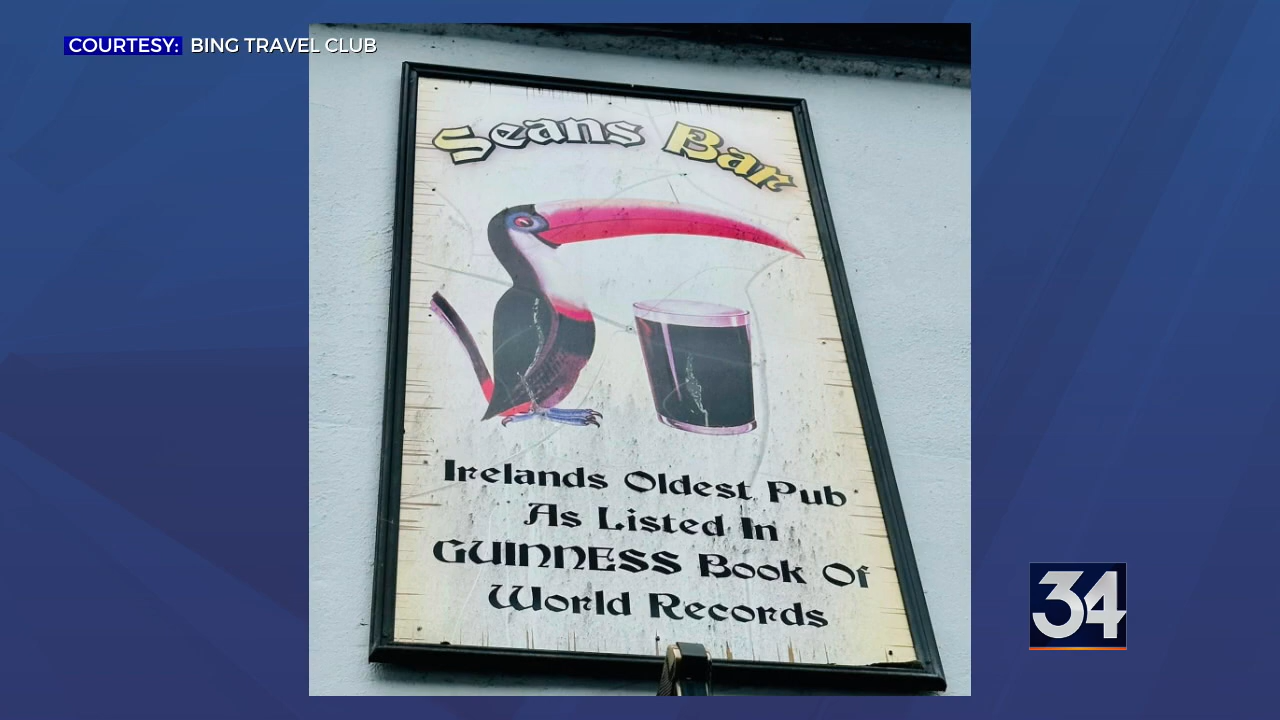 COURTESY: BING TRAVEL CLUB
Seans Bar
Irelands Oldest Pub
As Listed In
GUINNESS Book Of
World Records
34